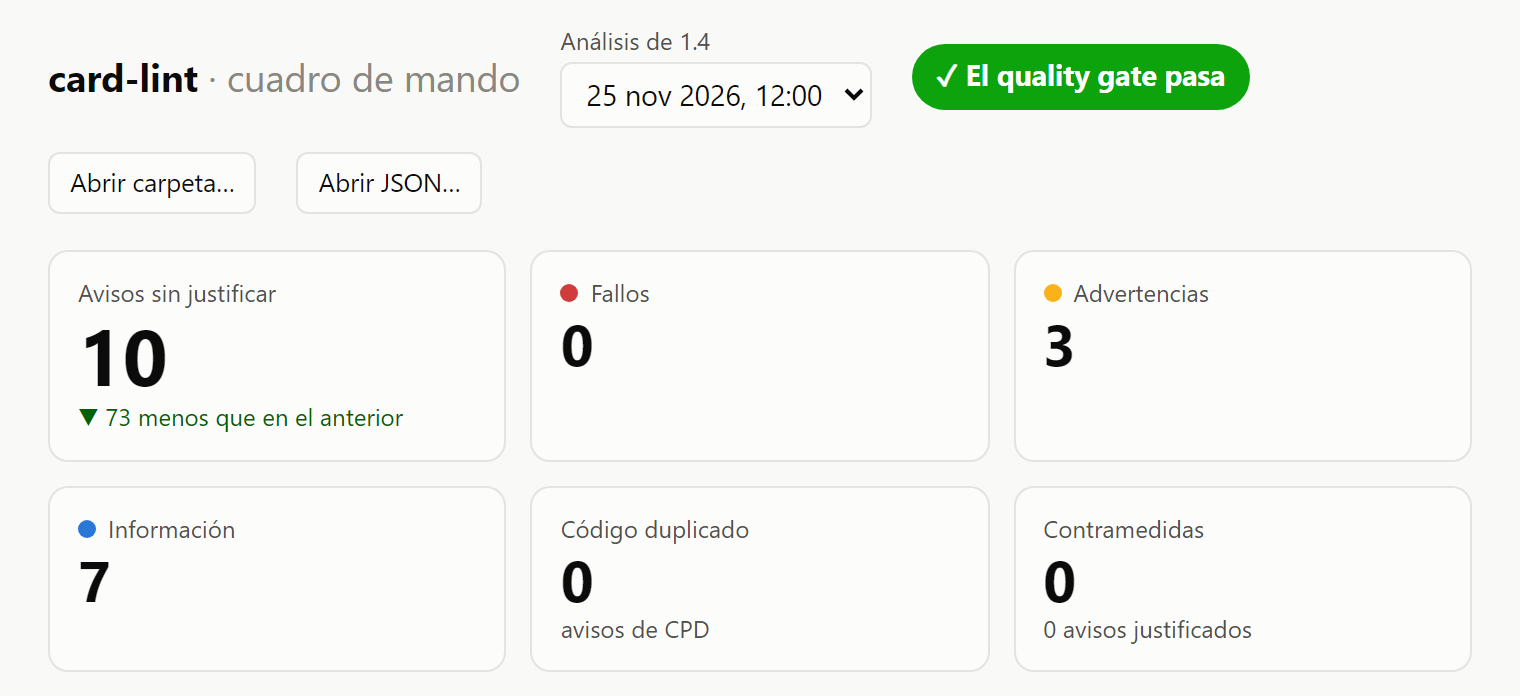 card-lint · cuadro de mando
Análisis de 1.4
25 nov 2026, 12:00
✓ El quality gate pasa
Abrir carpeta...
Abrir JSON...
Avisos sin justificar
10
▼ 73 menos que en el anterior
Fallos
0
Advertencias
3
Información
7
Código duplicado
0
avisos de CPD
Contramedidas
0
0 avisos justificados